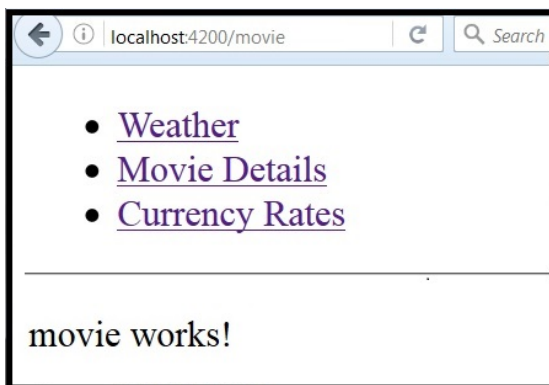 localhost:4200/movie
Search
Weather
Movie Details
Currency Rates
movie works!